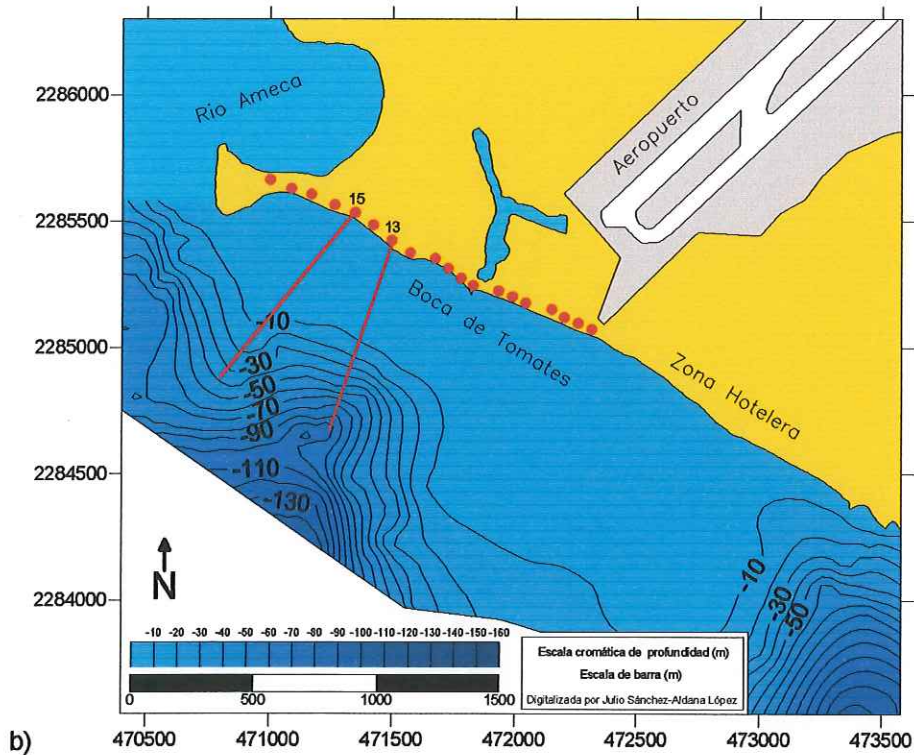 2286000
2285500
2285000
2284500
2284000
Rio Ameca
Aeropuerto
15
13
Boca de Tomates
Zona Hotelera
-10
-30
-50
-70
-90
-110
-130
-10
-30
-50
N
-10 -20 -30 -40 -50 -60 -70 -80 -90 -100 -110 -120 -130 -140 -150 -160
0 500 1000 1500
Escala cromática de profundidad (m)
Escala de barra (m)
Digitalizada por Julio Sánchez-Aldana López
b)
470500 471000 471500 472000 472500 473000 473500